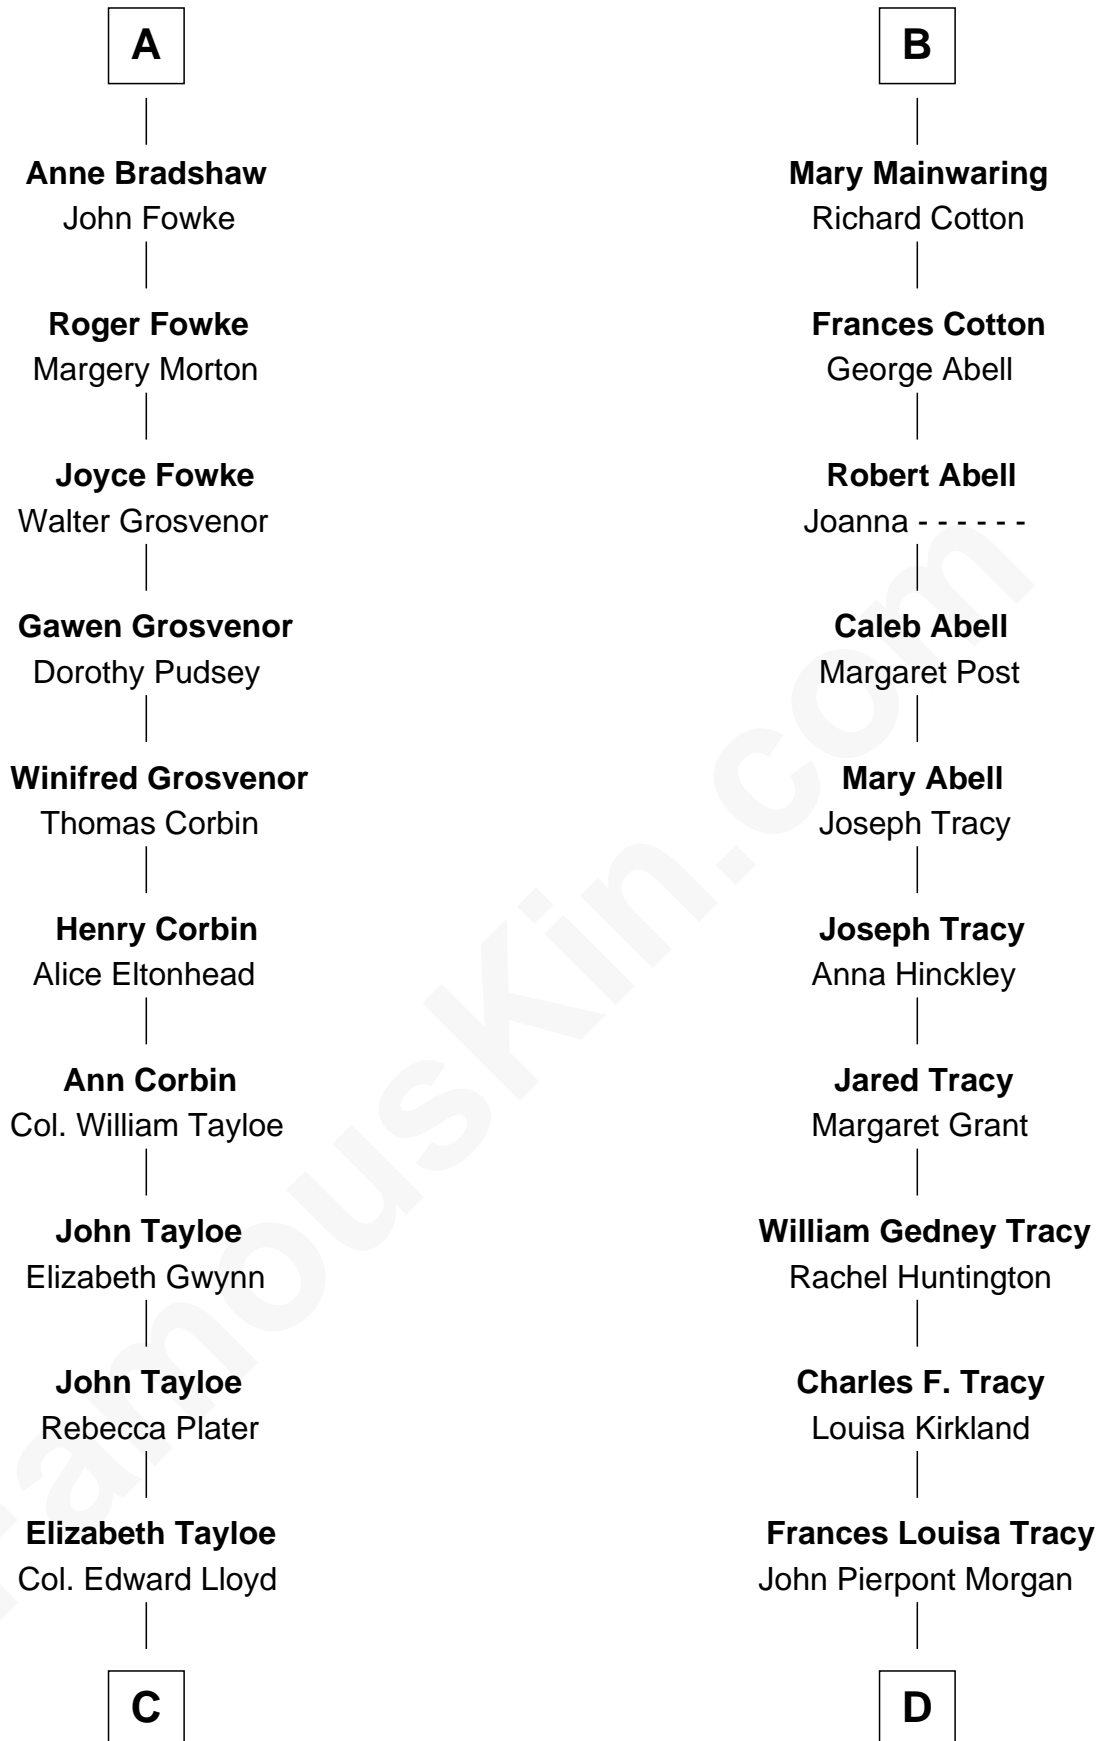 A
Anne Bradshaw
John Fowke
Roger Fowke
Margery Morton
Joyce Fowke
Walter Grosvenor
Gawen Grosvenor
Dorothy Pudsey
Winifred Grosvenor
Thomas Corbin
Henry Corbin
Alice Eltonhead
Ann Corbin
Col. William Tayloe
John Tayloe
Elizabeth Gwynn
John Tayloe
Rebecca Plater
Elizabeth Tayloe
Col. Edward Lloyd
C
B
Mary Mainwaring
Richard Cotton
Frances Cotton
George Abell
Robert Abell
Joanna - - - - - -
Caleb Abell
Margaret Post
Mary Abell
Joseph Tracy
Joseph Tracy
Anna Hinckley
Jared Tracy
Margaret Grant
William Gedney Tracy
Rachel Huntington
Charles F. Tracy
Louisa Kirkland
Frances Louisa Tracy
John Pierpont Morgan
D
FamousKin.com